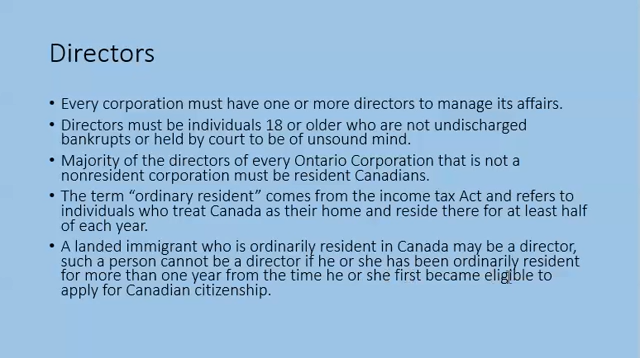 Directors
• Every corporation must have one or more directors to manage its affairs.
• Directors must be individuals 18 or older who are not undischarged
bankrupts or held by court to be of unsound mind.
• Majority of the directors of every Ontario Corporation that is not a
nonresident corporation must be resident Canadians.
• The term “ordinary resident” comes from the income tax Act and refers to
individuals who treat Canada as their home and reside there for at least half
of each year.
• A landed immigrant who is ordinarily resident in Canada may be a director,
such a person cannot be a director if he or she has been ordinarily resident
for more than one year from the time he or she first became eligible to
apply for Canadian citizenship.